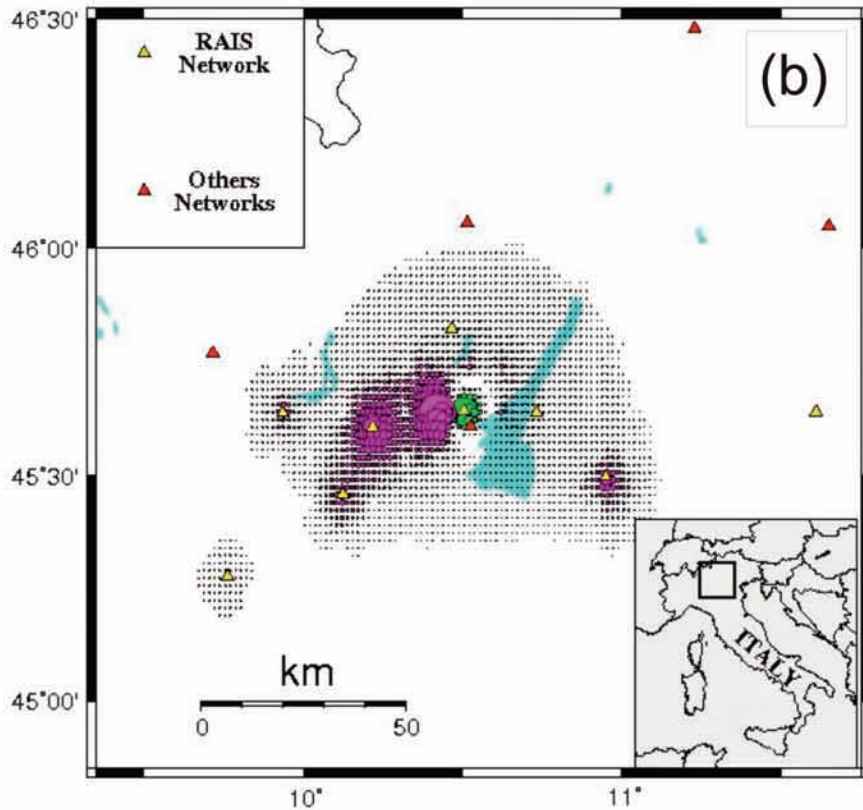 46°30'
RAIS
Network
(b)
Others
Networks
46°00'
45°30'
ITALY
km
45°00'
0 50
10° 11°